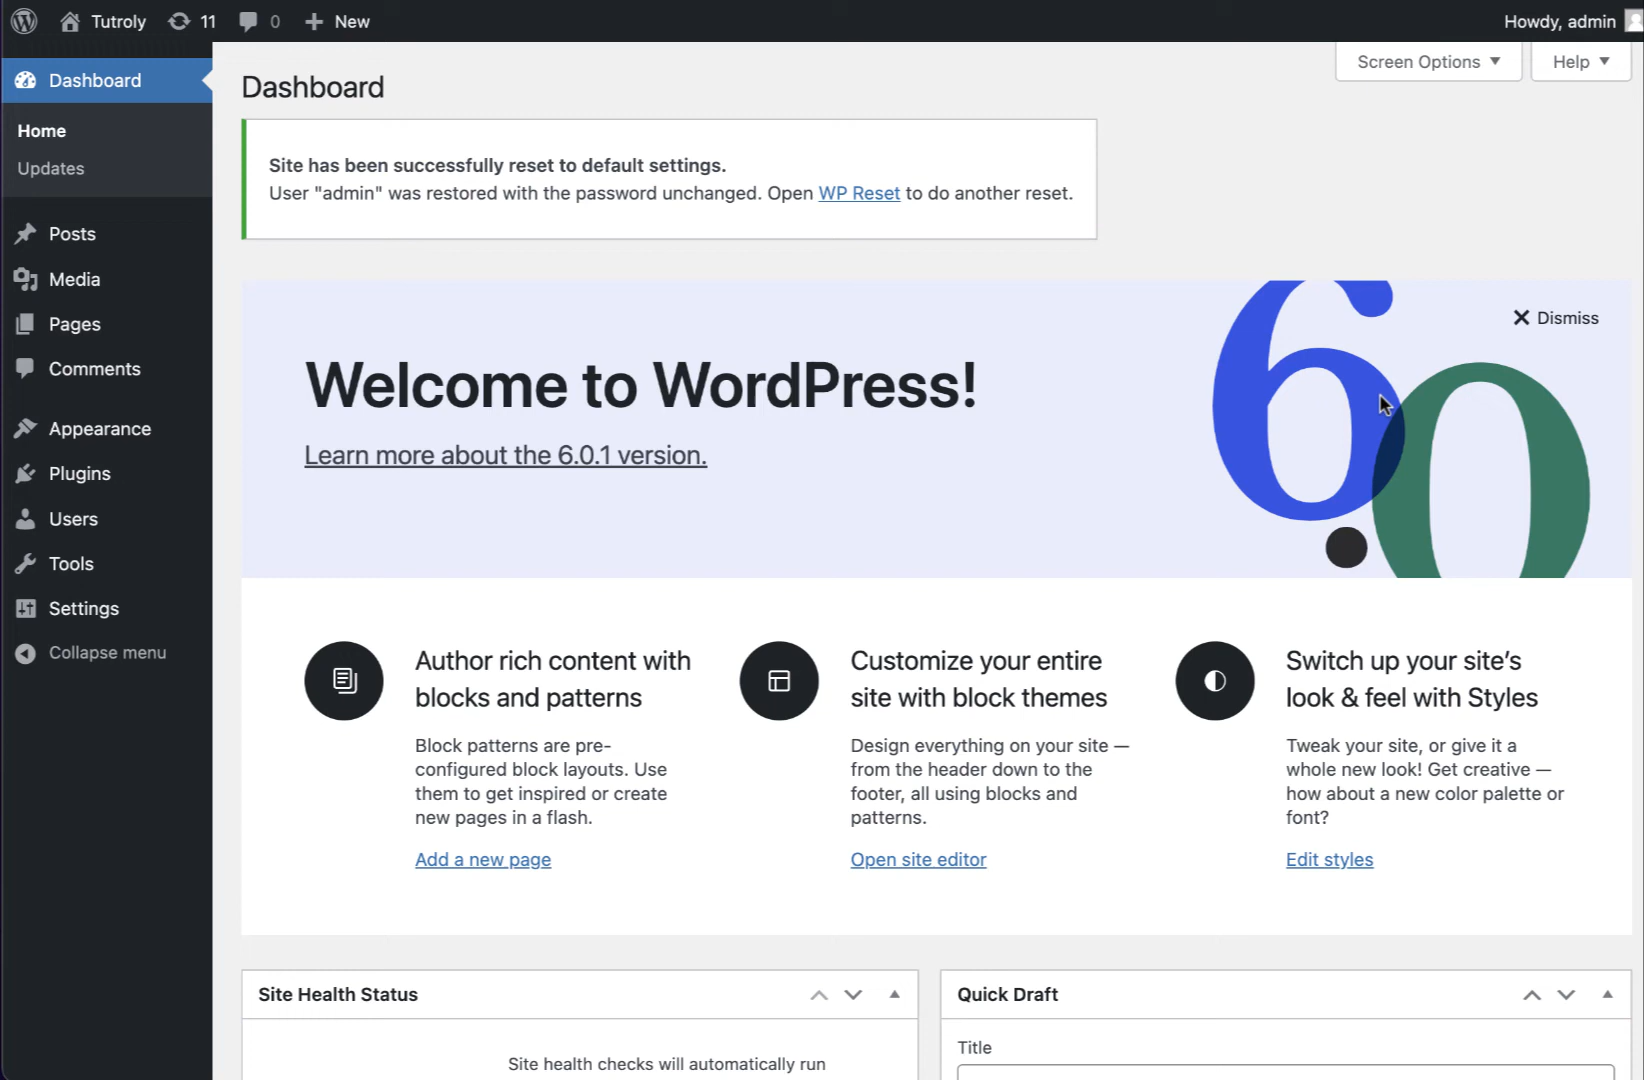 Tutroly
11
0
New
Howdy, admin
Screen Options
Help
Dashboard
Home
Updates
Posts
Media
Pages
Comments
Appearance
Plugins
Users
Tools
Settings
Collapse menu
Dashboard
Site has been successfully reset to default settings.
User "admin" was restored with the password unchanged. Open WP Reset to do another reset.
Dismiss
6.0
Welcome to WordPress!
Learn more about the 6.0.1 version.
Author rich content with
blocks and patterns
Block patterns are pre-
configured block layouts. Use
them to get inspired or create
new pages in a flash.
Add a new page
Customize your entire
site with block themes
Design everything on your site —
from the header down to the
footer, all using blocks and
patterns.
Open site editor
Switch up your site’s
look & feel with Styles
Tweak your site, or give it a
whole new look! Get creative —
how about a new color palette or
font?
Edit styles
Site Health Status
Site health checks will automatically run
Quick Draft
Title